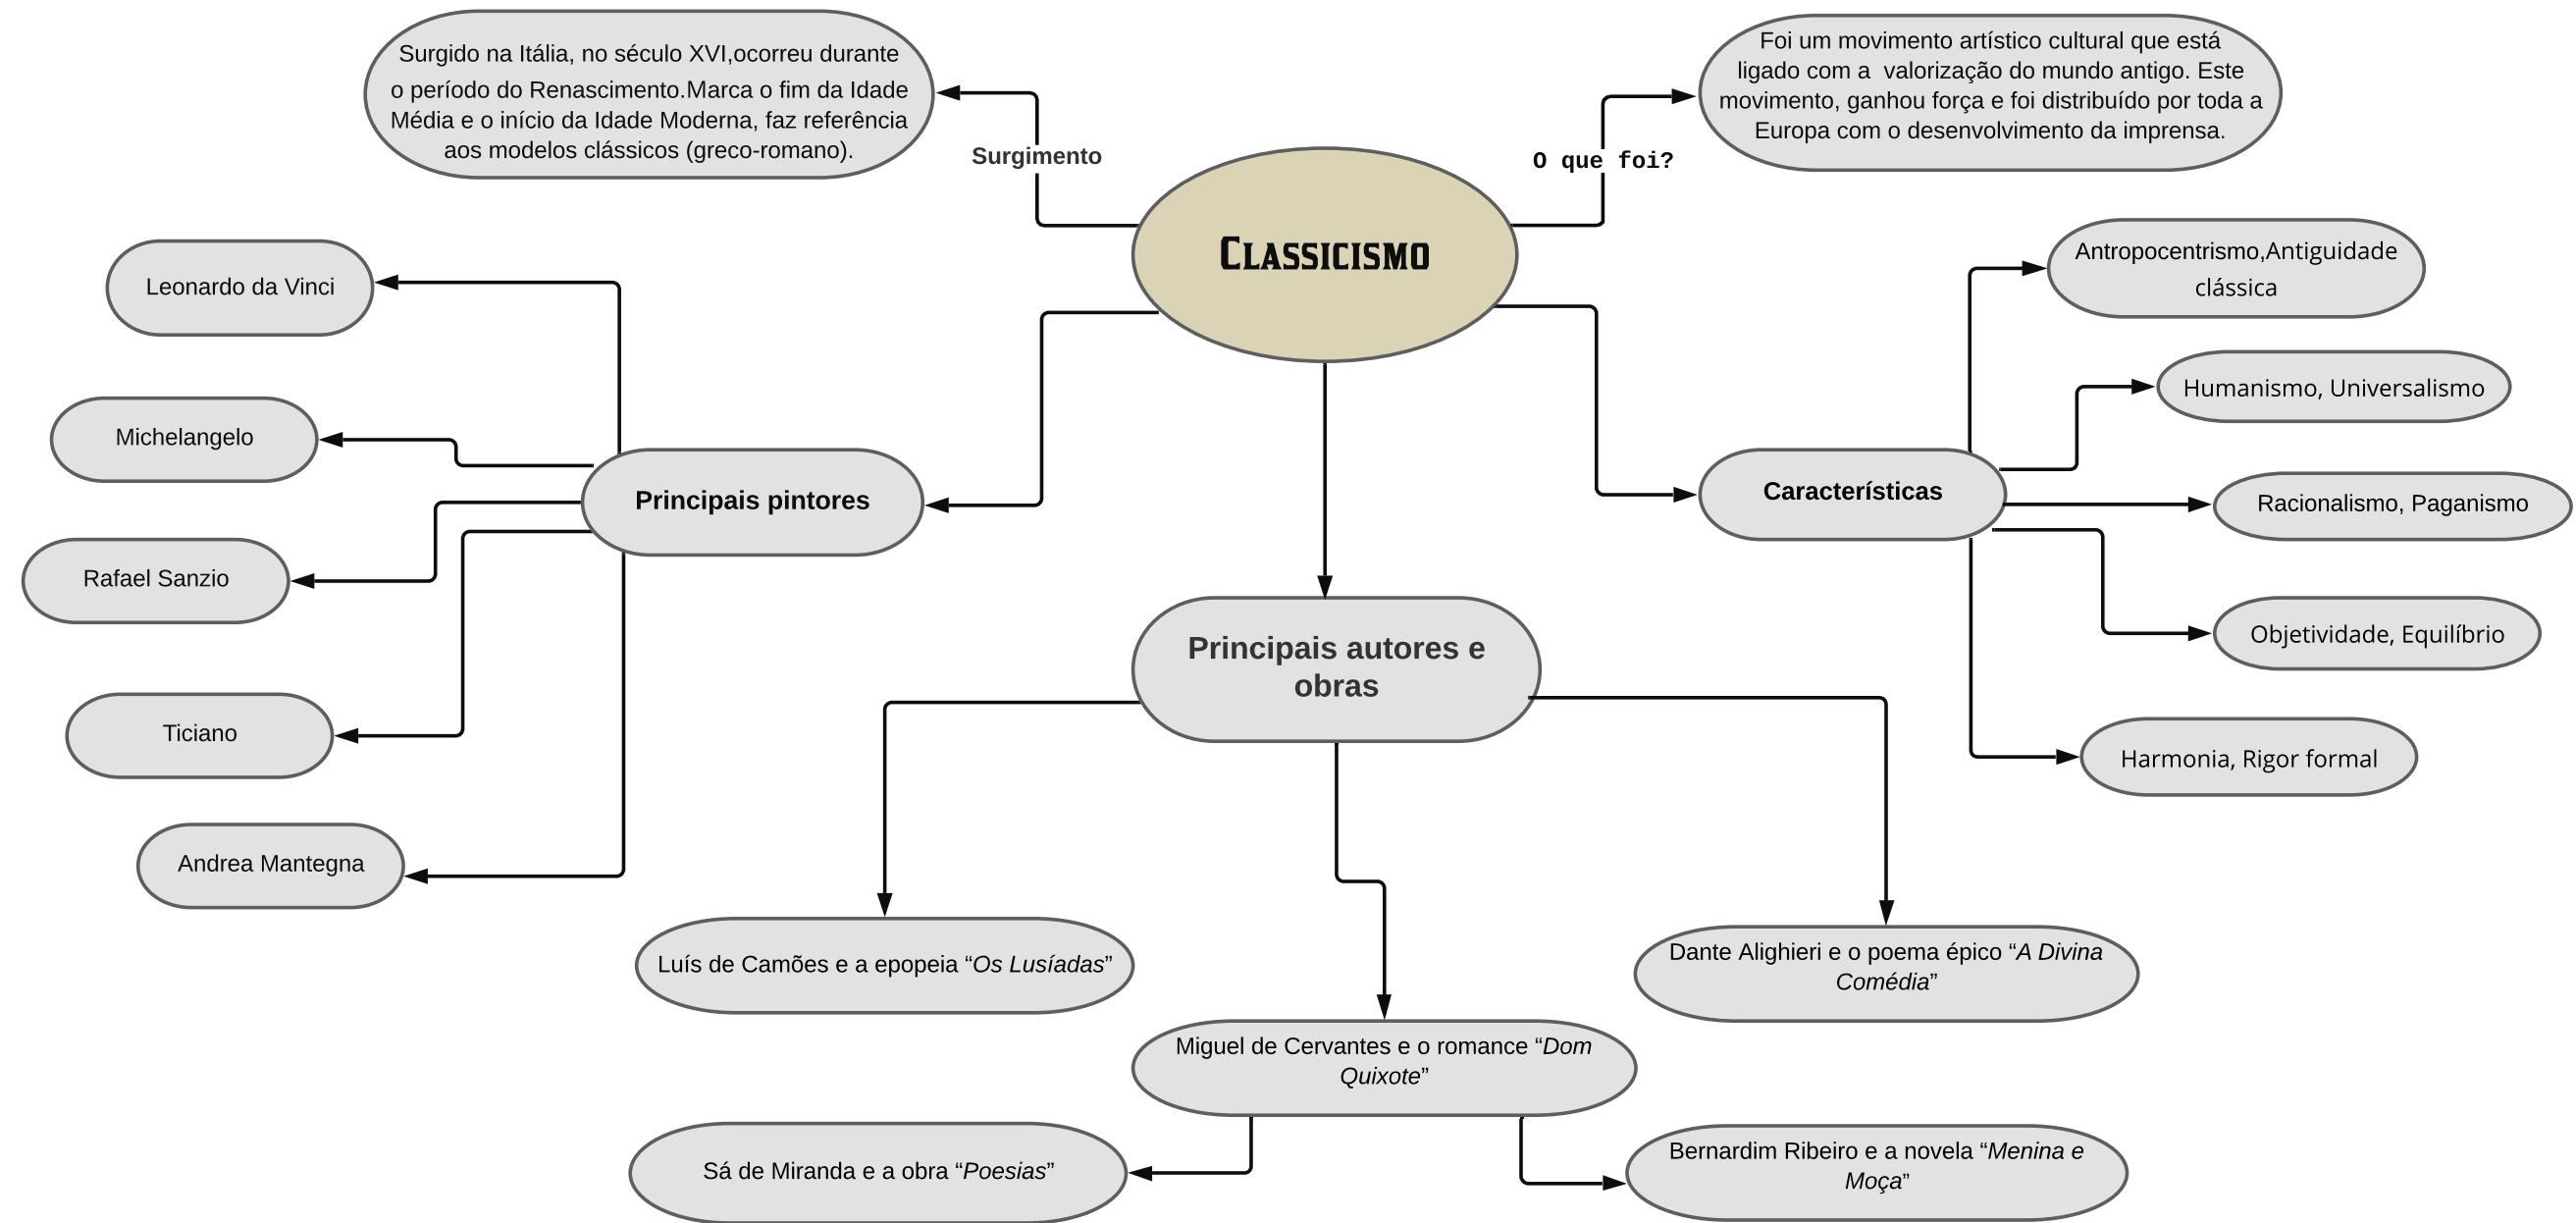 Surgido na Itália, no século XVI,ocorreu durante
o período do Renascimento.Marca o fim da Idade
Média e o início da Idade Moderna, faz referência
aos modelos clássicos (greco-romano).
Foi um movimento artístico cultural que está
ligado com a  valorização do mundo antigo. Este
movimento, ganhou força e foi distribuído por toda a
Europa com o desenvolvimento da imprensa.
Surgimento
O que foi?
CLASSICISMO
Leonardo da Vinci
Michelangelo
Rafael Sanzio
Ticiano
Andrea Mantegna
Principais pintores
Características
Antropocentrismo,Antiguidade
clássica
Humanismo, Universalismo
Racionalismo, Paganismo
Objetividade, Equilíbrio
Harmonia, Rigor formal
Principais autores e
obras
Luís de Camões e a epopeia “Os Lusíadas”
Dante Alighieri e o poema épico “A Divina
Comédia”
Miguel de Cervantes e o romance “Dom
Quixote”
Sá de Miranda e a obra “Poesias”
Bernardim Ribeiro e a novela “Menina e
Moça”